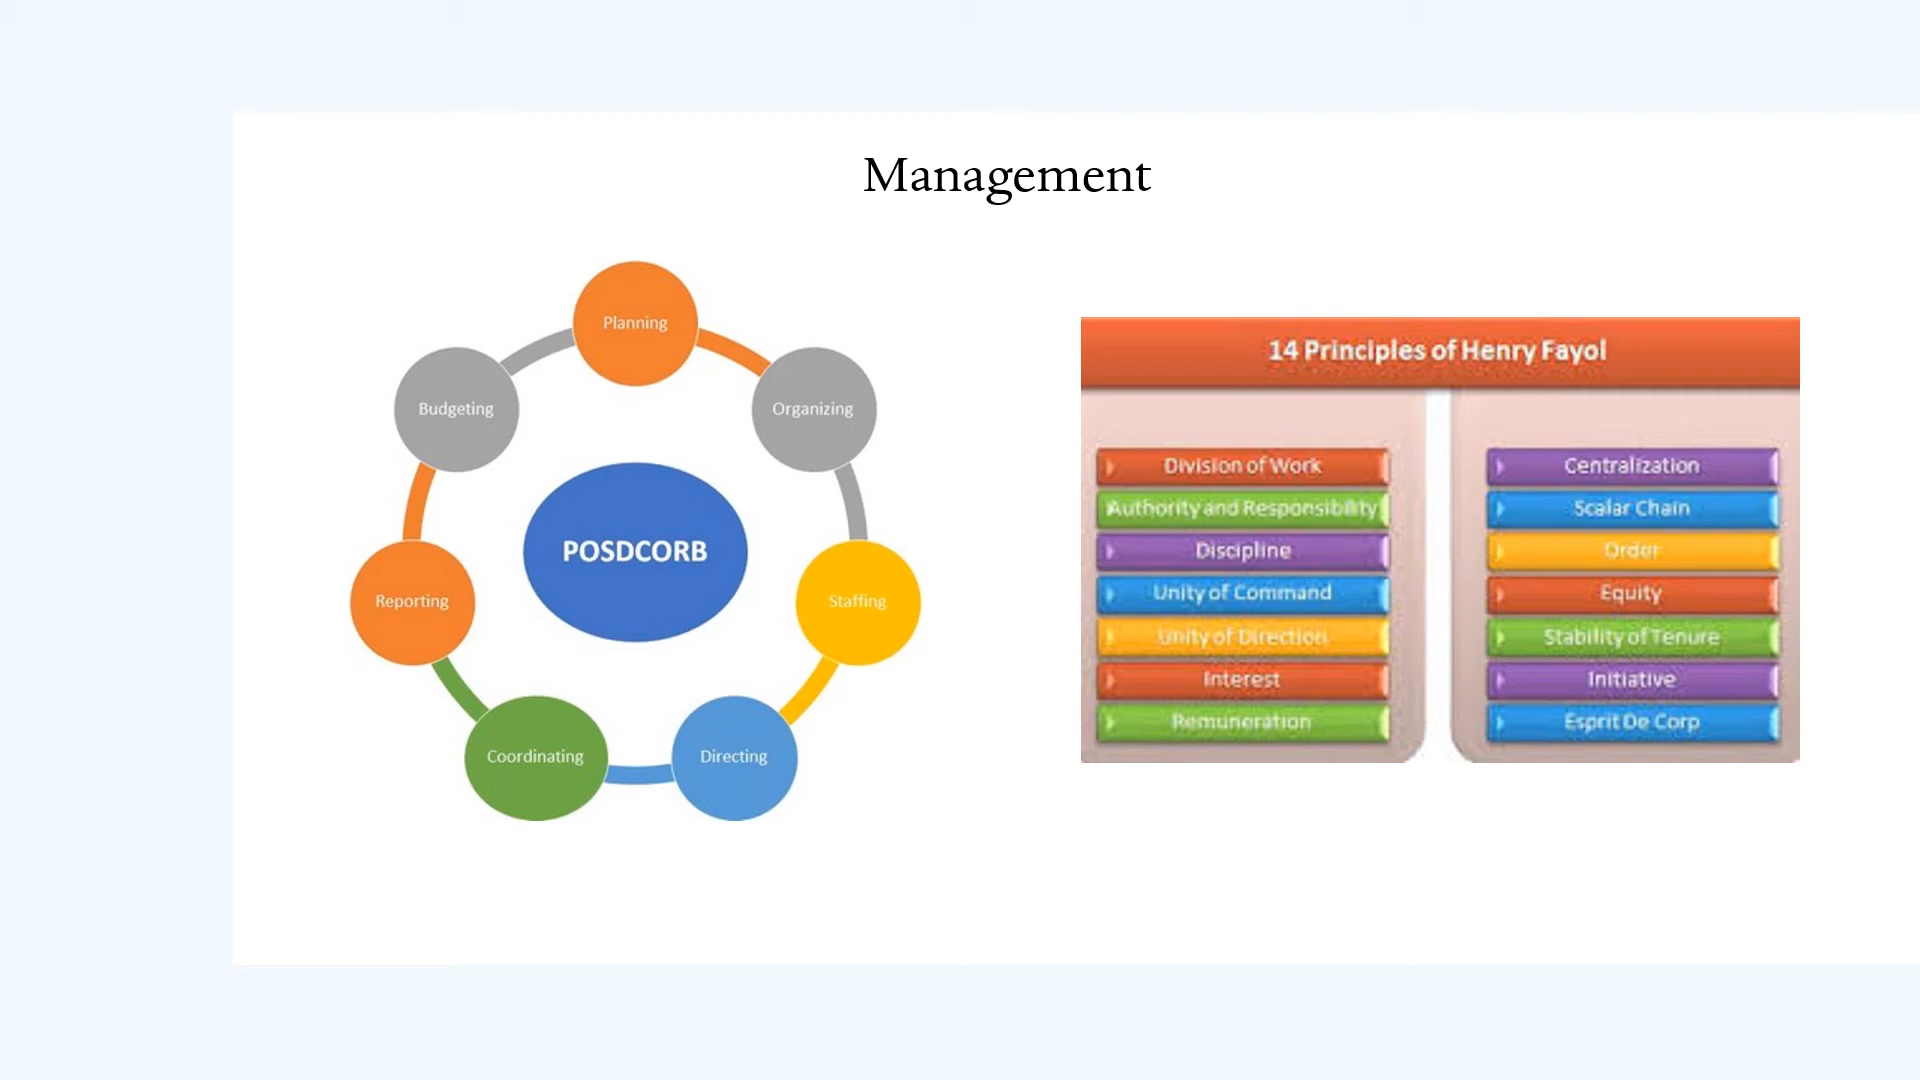 Management
Planning
Organizing
Staffing
Directing
Coordinating
Reporting
Budgeting
POSDCORB
14 Principles of Henry Fayol
Division of Work
Authority and Responsibility
Discipline
Unity of Command
Unity of Direction
Interest
Remuneration
Centralization
Scalar Chain
Order
Equity
Stability of Tenure
Initiative
Esprit De Corp